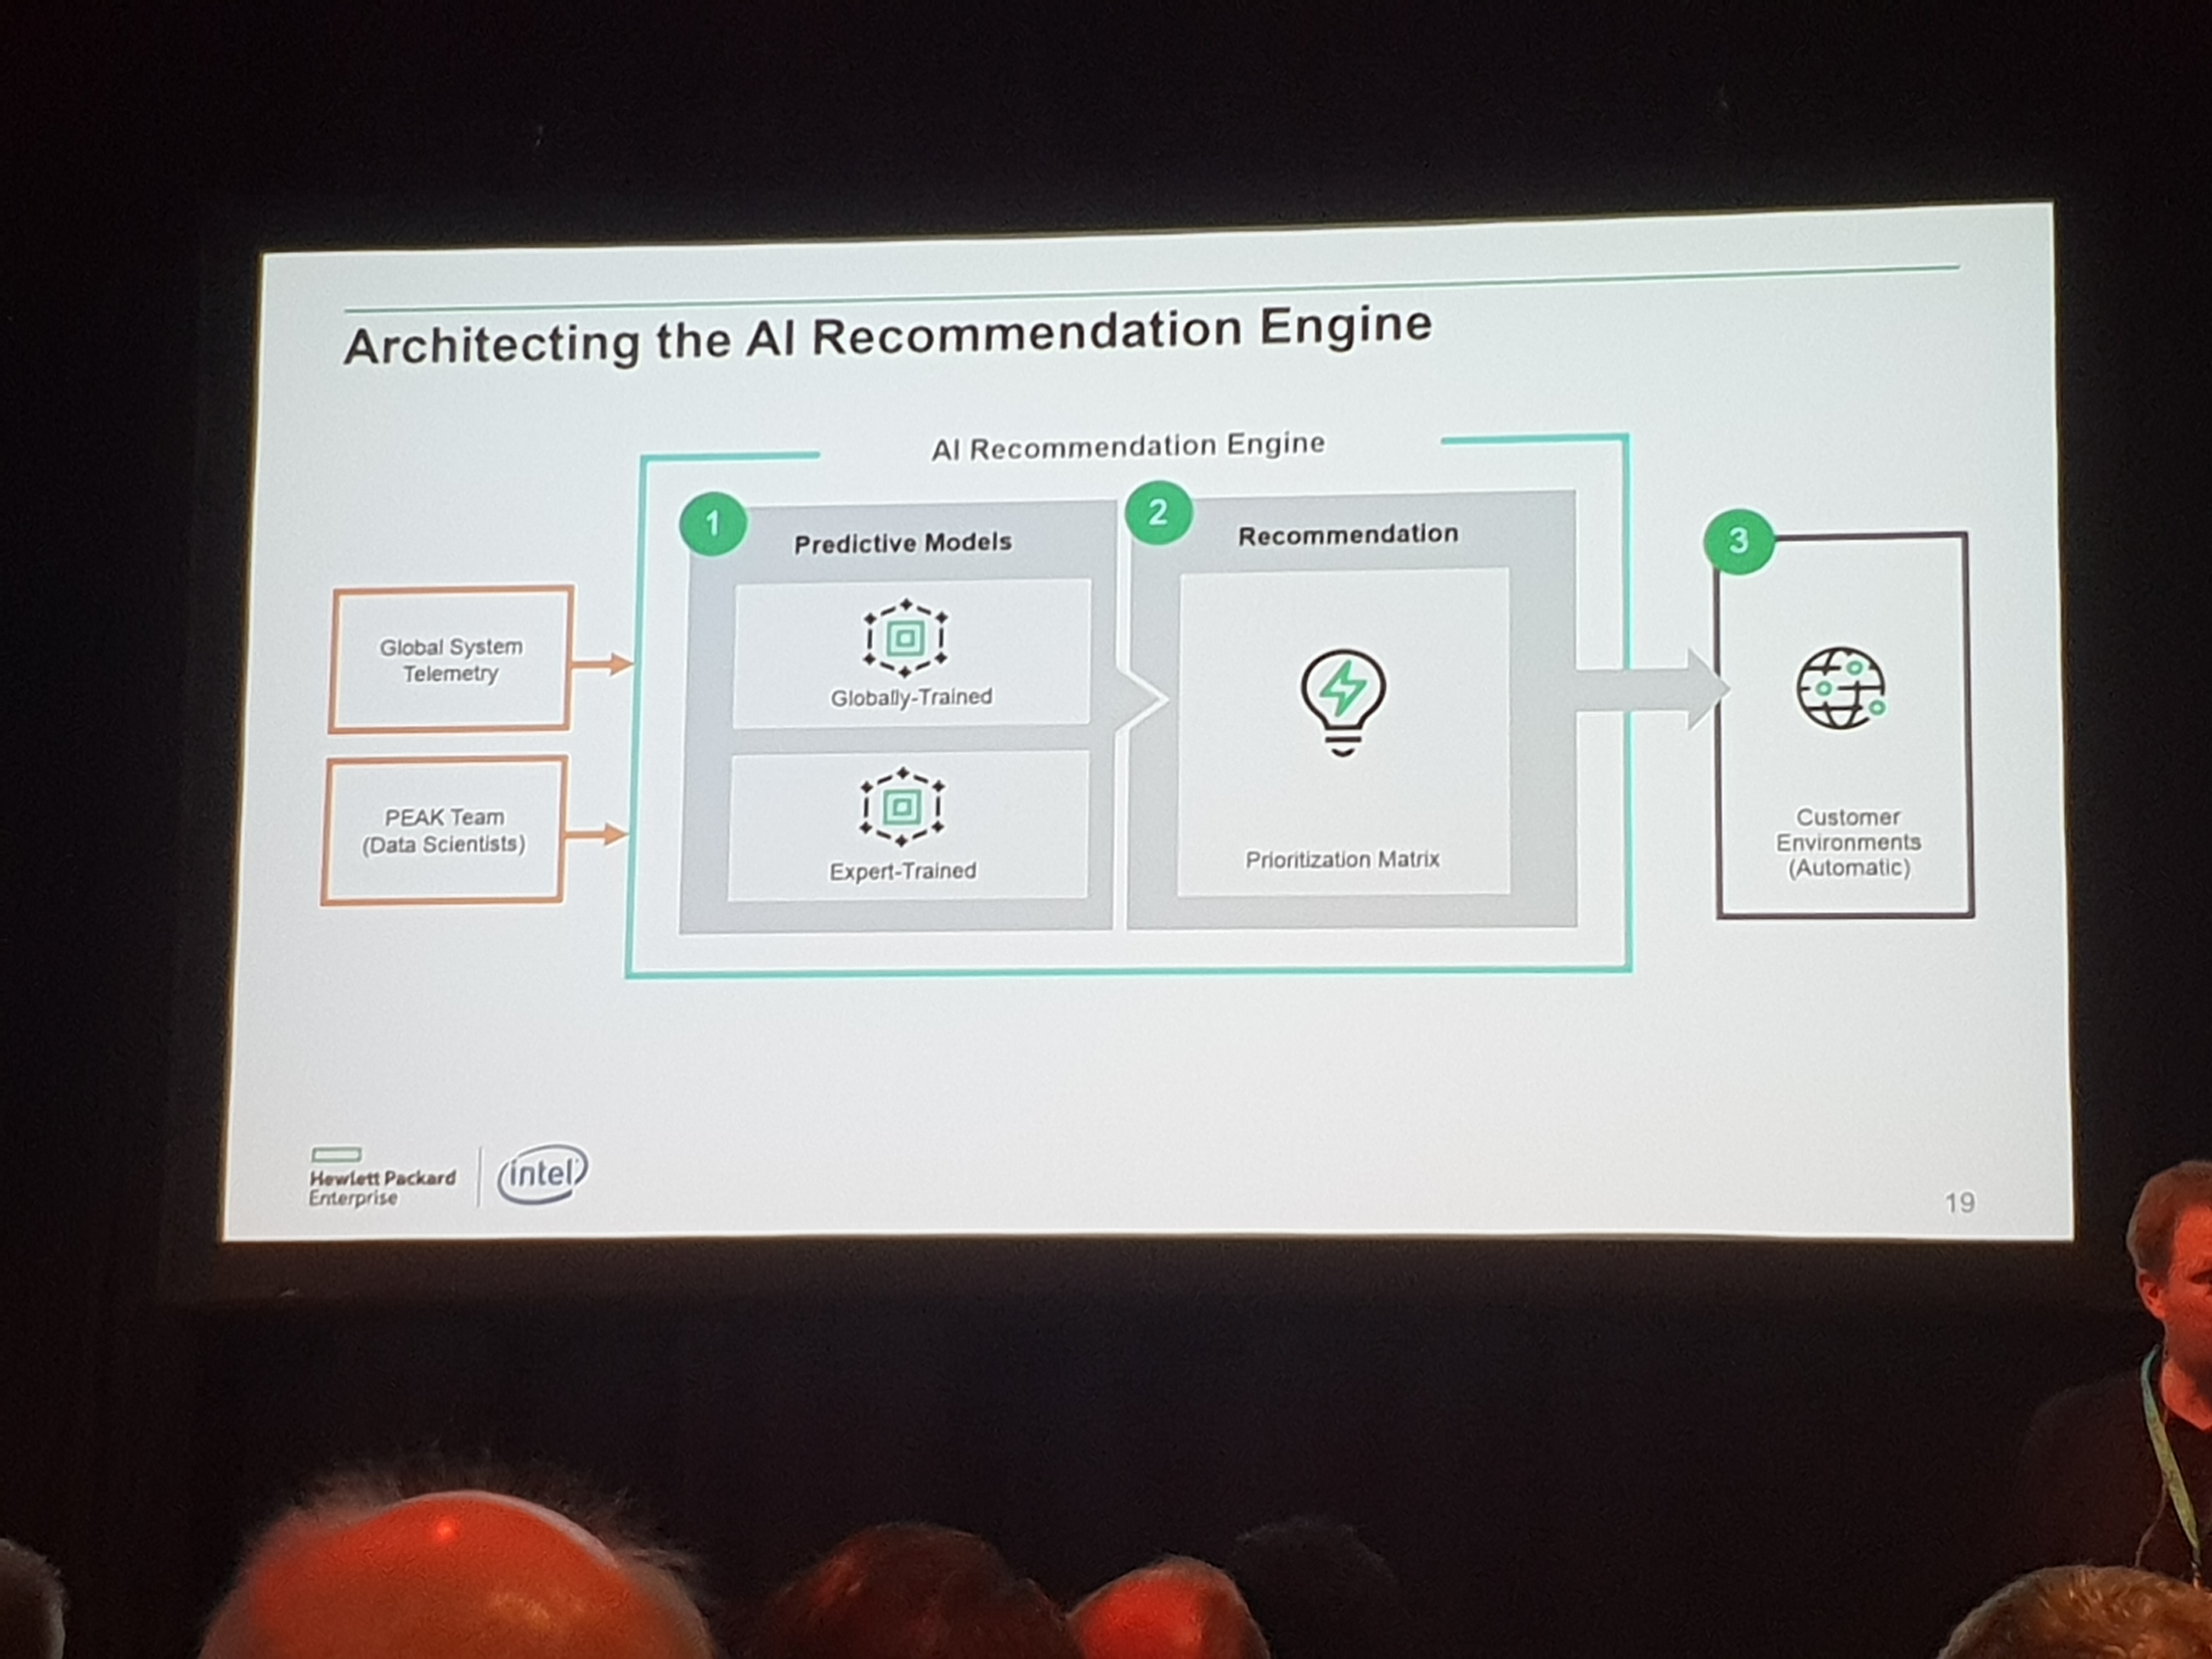 Architecting the AI Recommendation Engine
AI Recommendation Engine
1
Predictive Models
2
Recommendation
3
Global System
Telemetry
Globally-Trained
PEAK Team
(Data Scientists)
Expert-Trained
Prioritization Matrix
Customer
Environments
(Automatic)
Hewlett Packard
Enterprise
intel
19